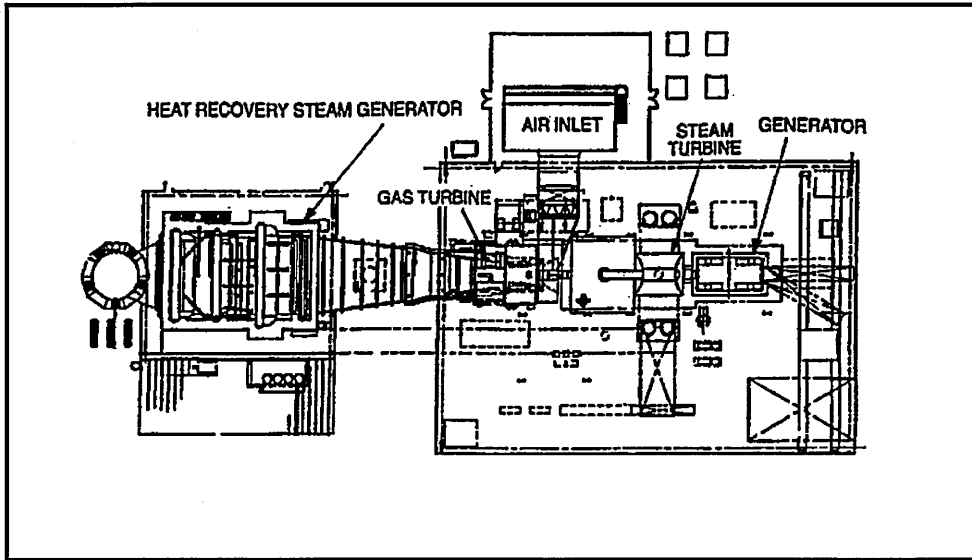 HEAT RECOVERY STEAM GENERATOR
AIR INLET
STEAM
TURBINE
GENERATOR
GAS TURBINE